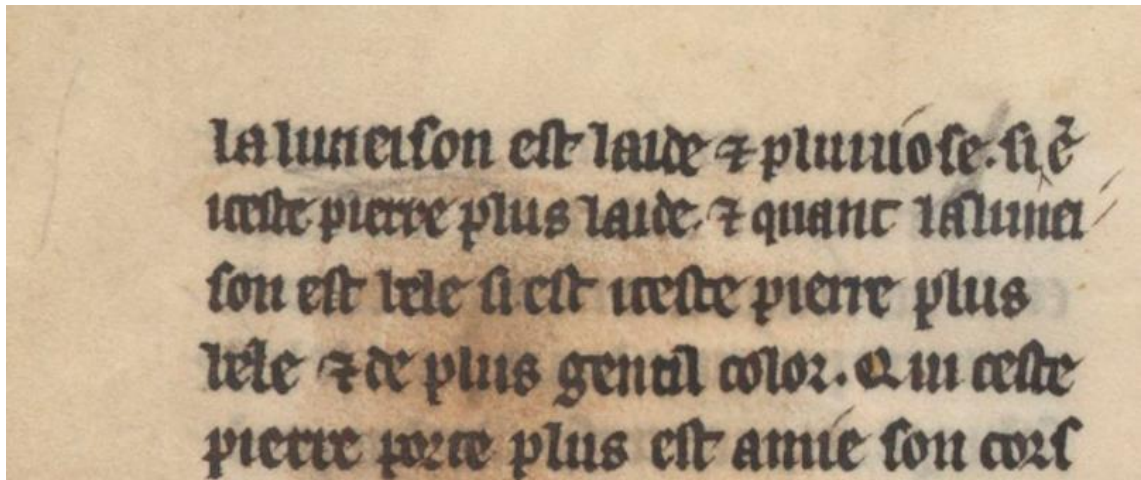 la luneison est laide ⁊ pluiuiose. si ē
iceste pierre plus laide. ⁊ quant la lunei
son est bele si est iceste pierre plus
bele ⁊ de plus gentil color. Qui ceste
pierre porte plus est amie son cors